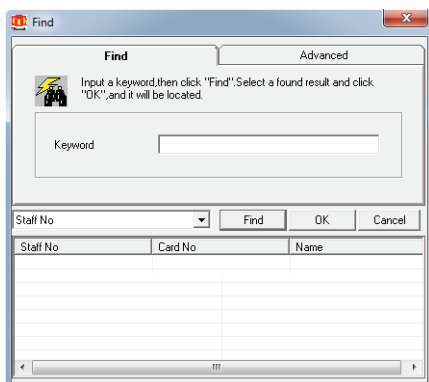 Find
Find Advanced
Input a keyword,then click "Find".Select a found result and click
"OK",and it will be located.
Keyword
Staff No Find OK Cancel
Staff No Card No Name